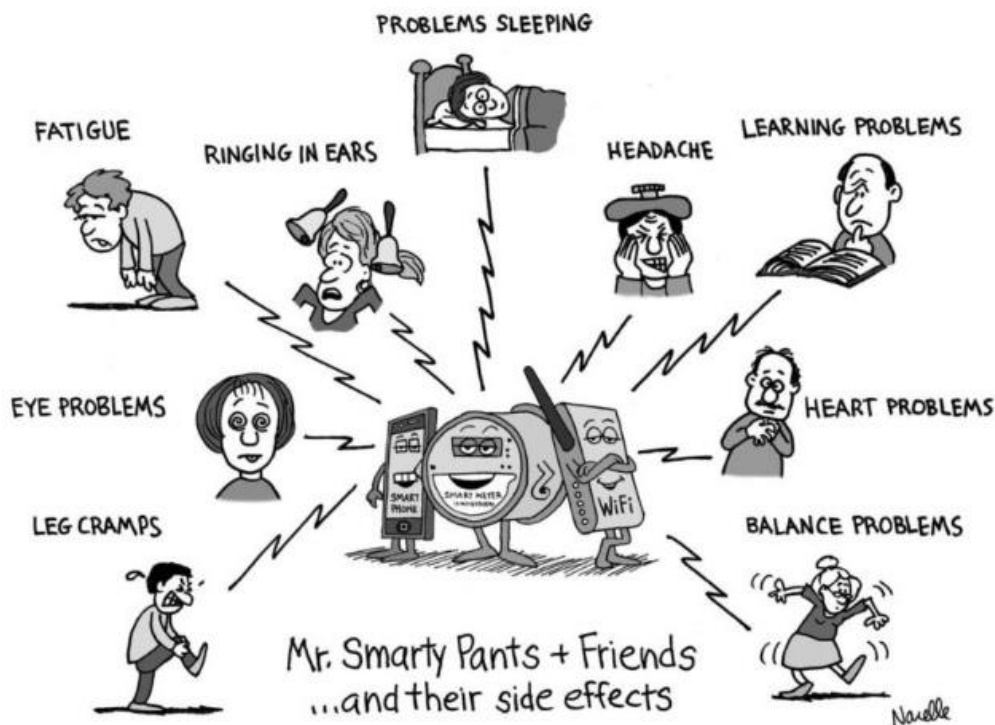 PROBLEMS SLEEPING
FATIGUE
RINGING IN EARS
HEADACHE
LEARNING PROBLEMS
EYE PROBLEMS
HEART PROBLEMS
SMART
PHONE
SMART METER
WiFi
LEG CRAMPS
BALANCE PROBLEMS
Mr. Smarty Pants + Friends
...and their side effects
Narelle